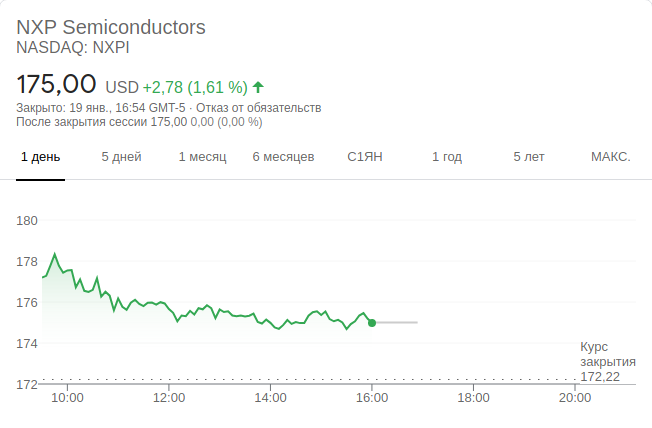 NXP Semiconductors
NASDAQ: NXPI
175,00 USD +2,78 (1,61 %)
Закрыто: 19 янв., 16:54 GMT-5 · Отказ от обязательств
После закрытия сессии 175,00 0,00 (0,00 %)
1 день 5 дней 1 месяц 6 месяцев С1ЯН 1 год 5 лет МАКС.
180
178
176
174
Курс
закрытия
172,22
172
10:00 12:00 14:00 16:00 18:00 20:00